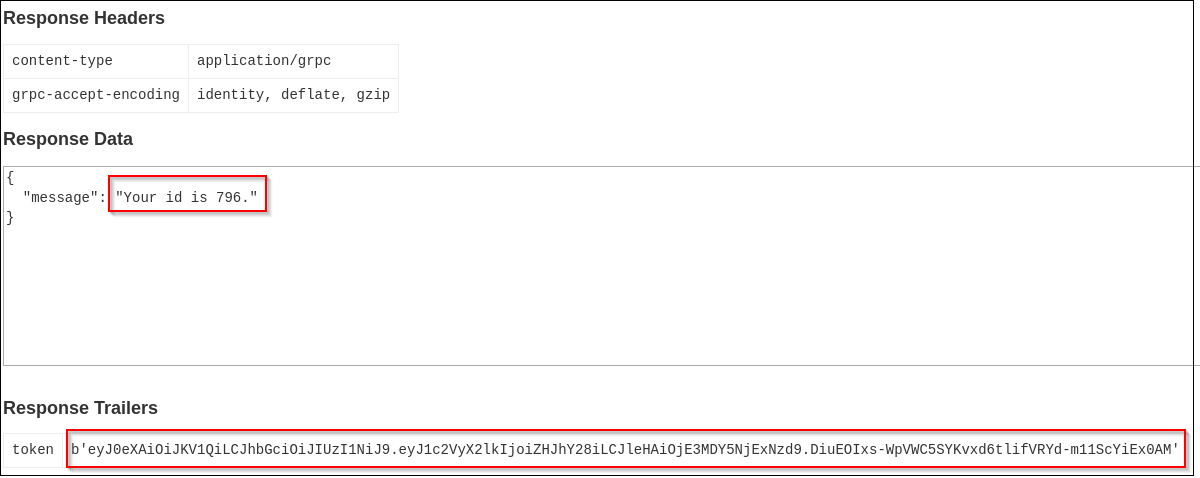 Response Headers
content-type application/grpc
grpc-accept-encoding identity, deflate, gzip
Response Data
{
"message": "Your id is 796."
}
Response Trailers
token b'eyJ0eXAiOiJKV1QiLCJhbGciOiJIUzI1NiJ9.eyJ1c2VyX2lkIjoiZHJhY28iLCJleHAiOjE3MDY5NjExNzd9.DiuEOIxs-WpVWC5SYKvxd6tlifVRYd-m11ScYiEx0AM'